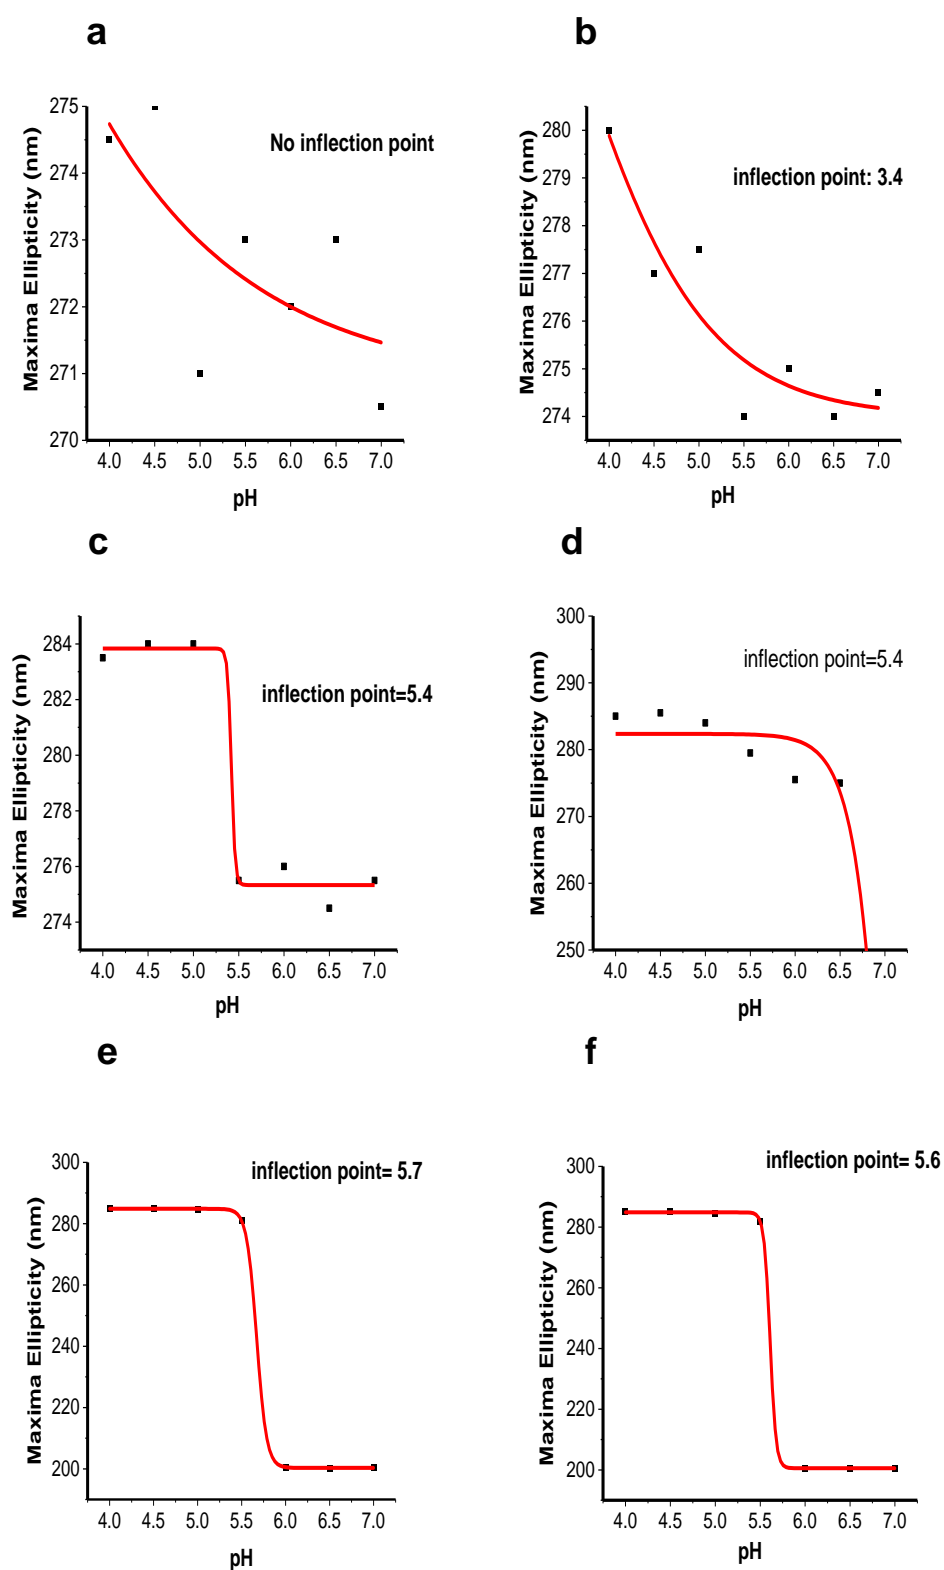 a
b
275
274
273
272
271
270
Maxima Ellipticity (nm)
No inflection point
4.0 4.5 5.0 5.5 6.0 6.5 7.0
pH
280
279
278
277
276
275
274
Maxima Ellipticity (nm)
inflection point: 3.4
4.0 4.5 5.0 5.5 6.0 6.5 7.0
pH
c
d
284
282
280
278
276
274
Maxima Ellipticity (nm)
inflection point=5.4
4.0 4.5 5.0 5.5 6.0 6.5 7.0
pH
300
290
280
270
260
250
Maxima Ellipticity (nm)
inflection point=5.4
4.0 4.5 5.0 5.5 6.0 6.5 7.0
pH
e
f
300
280
260
240
220
200
Maxima Ellipticity (nm)
inflection point= 5.7
4.0 4.5 5.0 5.5 6.0 6.5 7.0
pH
300
280
260
240
220
200
Maxima Ellipticity (nm)
inflection point= 5.6
4.0 4.5 5.0 5.5 6.0 6.5 7.0
pH